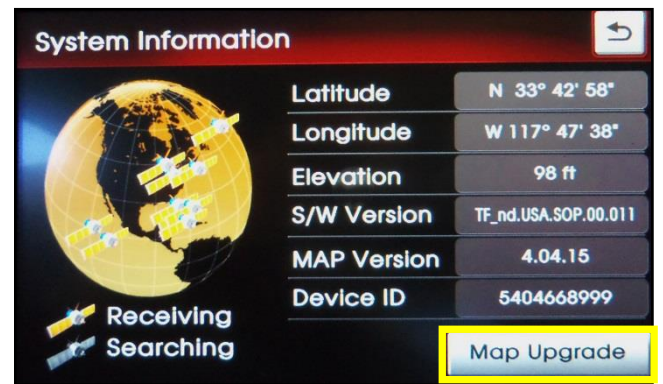 System Information
Latitude N 33° 42' 58"
Longitude W 117° 47' 38"
Elevation 98 ft
S/W Version TF_nd.USA.SOP.00.011
MAP Version 4.04.15
Device ID 5404668999
Receiving
Searching
Map Upgrade